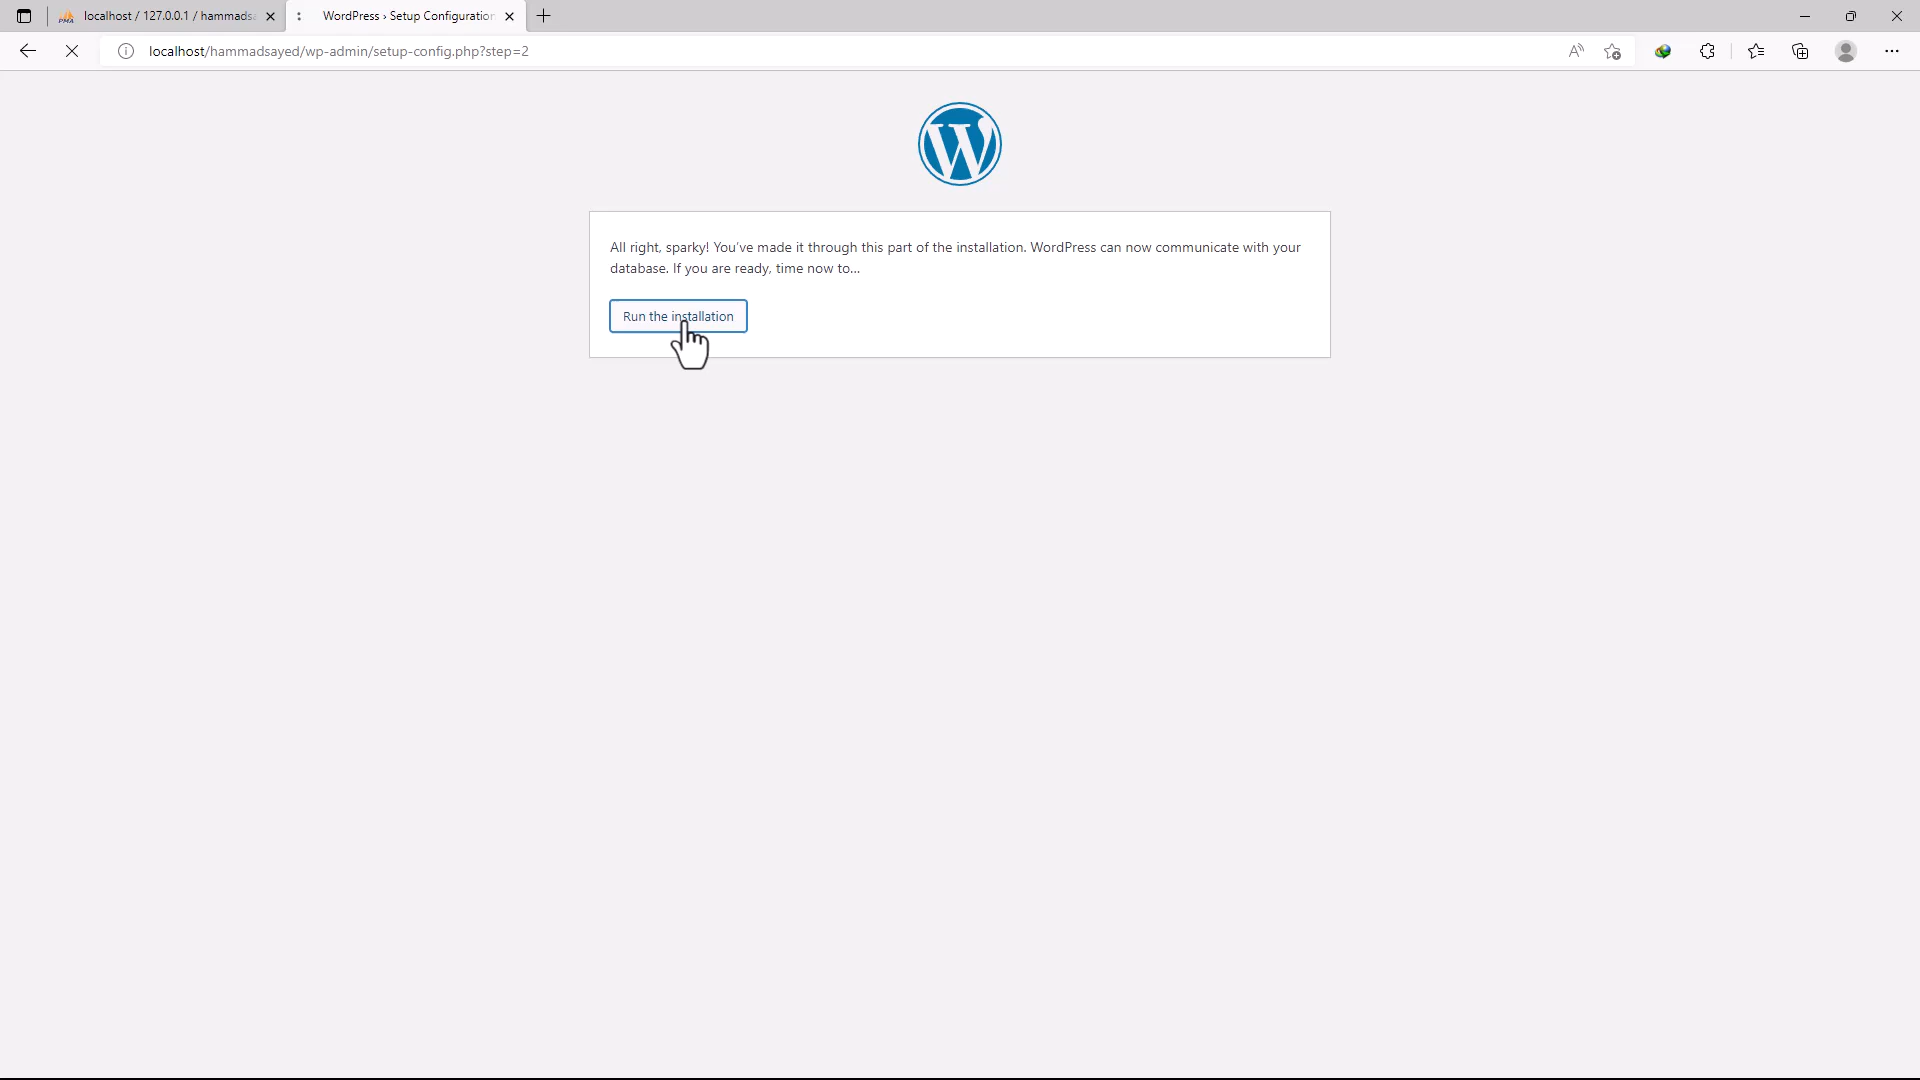 localhost / 127.0.0.1 / hammadsa
WordPress › Setup Configuration
localhost/hammadsayed/wp-admin/setup-config.php?step=2
All right, sparky! You've made it through this part of the installation. WordPress can now communicate with your
database. If you are ready, time now to...
Run the installation